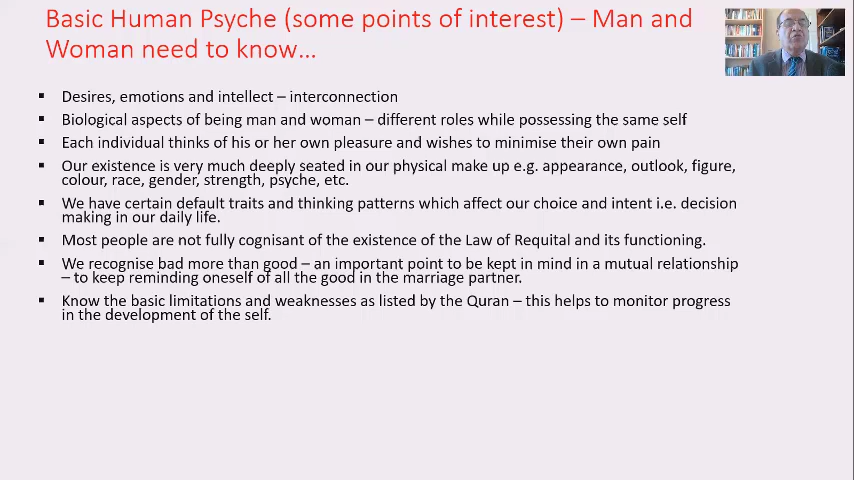 Basic Human Psyche (some points of interest) – Man and
Woman need to know…
▪ Desires, emotions and intellect – interconnection
▪ Biological aspects of being man and woman – different roles while possessing the same self
▪ Each individual thinks of his or her own pleasure and wishes to minimise their own pain
▪ Our existence is very much deeply seated in our physical make up e.g. appearance, outlook, figure,
colour, race, gender, strength, psyche, etc.
▪ We have certain default traits and thinking patterns which affect our choice and intent i.e. decision
making in our daily life.
▪ Most people are not fully cognisant of the existence of the Law of Requital and its functioning.
▪ We recognise bad more than good – an important point to be kept in mind in a mutual relationship
– to keep reminding oneself of all the good in the marriage partner.
▪ Know the basic limitations and weaknesses as listed by the Quran – this helps to monitor progress
in the development of the self.